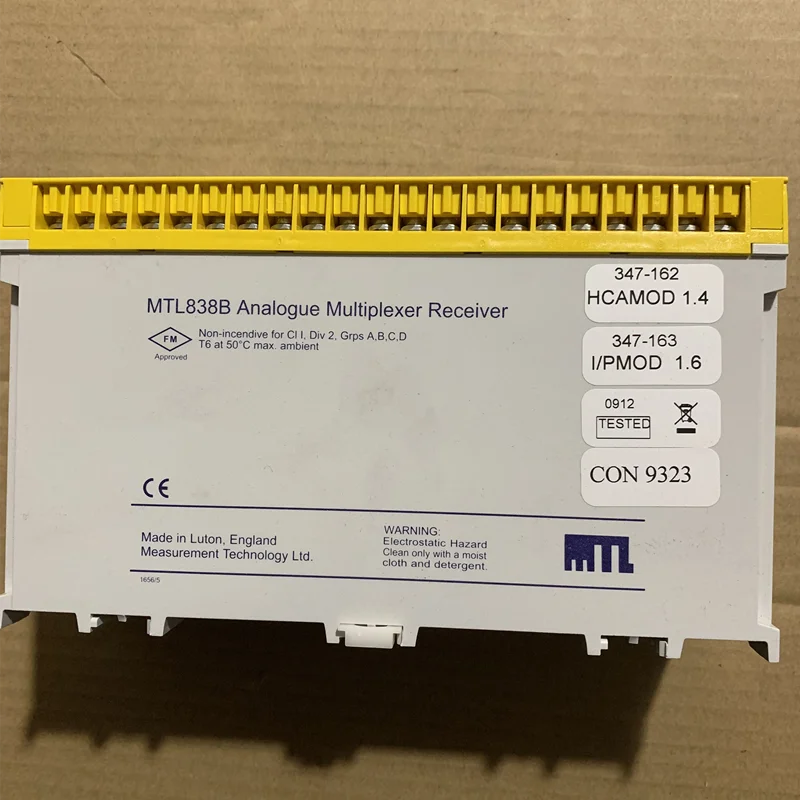 347-162
HCAMOD 1.4
MTL838B Analogue Multiplexer Receiver
FM
Approved
Non-incendive for Cl I, Div 2, Grps A,B,C,D
T6 at 50°C max. ambient
347-163
I/PMOD 1.6
0912
TESTED
CON 9323
CE
Made in Luton, England
Measurement Technology Ltd.
WARNING:
Electrostatic Hazard
Clean only with a moist
cloth and detergent.
MTL
1656/5